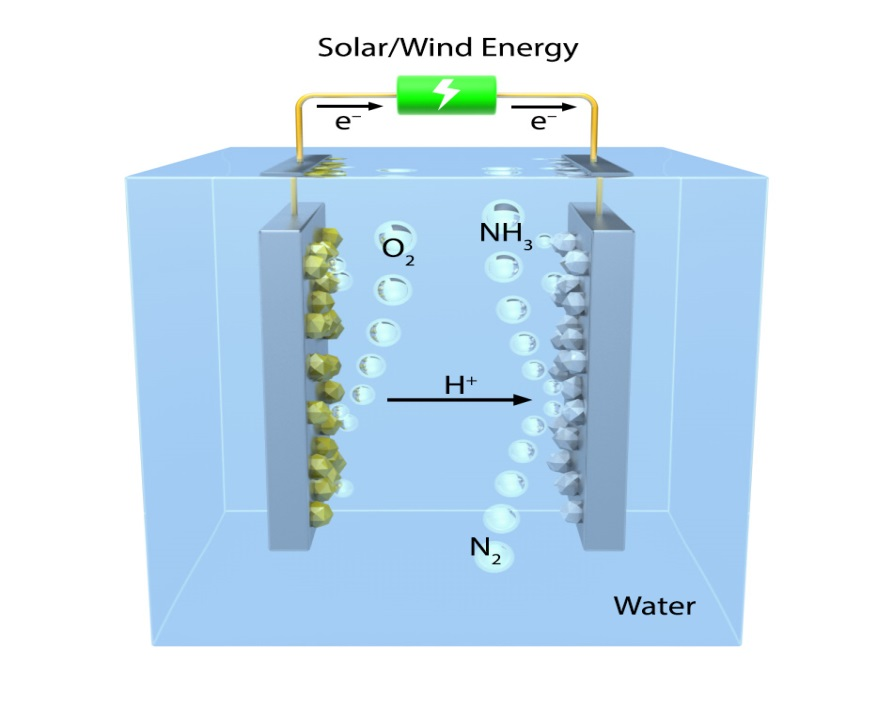 Solar/Wind Energy
e⁻ e⁻
O₂ NH₃
H⁺
N₂
Water